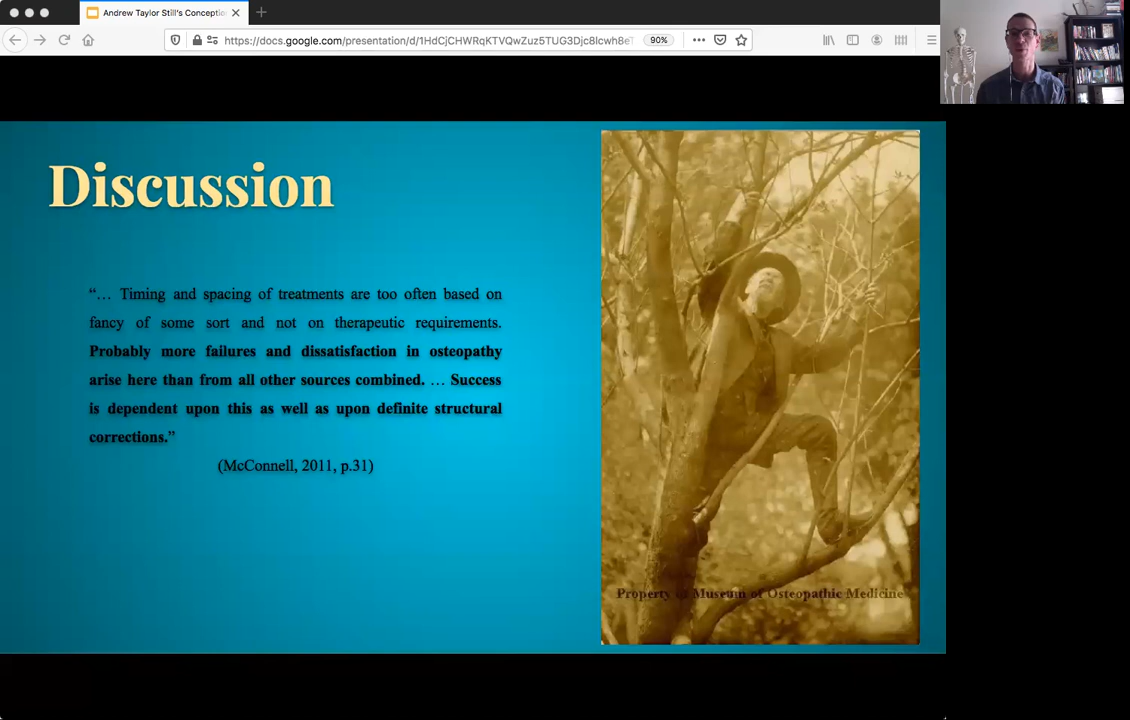 Andrew Taylor Still's Conceptio
https://docs.google.com/presentation/d/1HdCjCHWRqKTVQwZuz5TUG3Djc8lcwh8eT
90%
Discussion
“… Timing and spacing of treatments are too often based on
fancy of some sort and not on therapeutic requirements.
Probably more failures and dissatisfaction in osteopathy
arise here than from all other sources combined. … Success
is dependent upon this as well as upon definite structural
corrections.”
(McConnell, 2011, p.31)
Property of Museum of Osteopathic Medicine